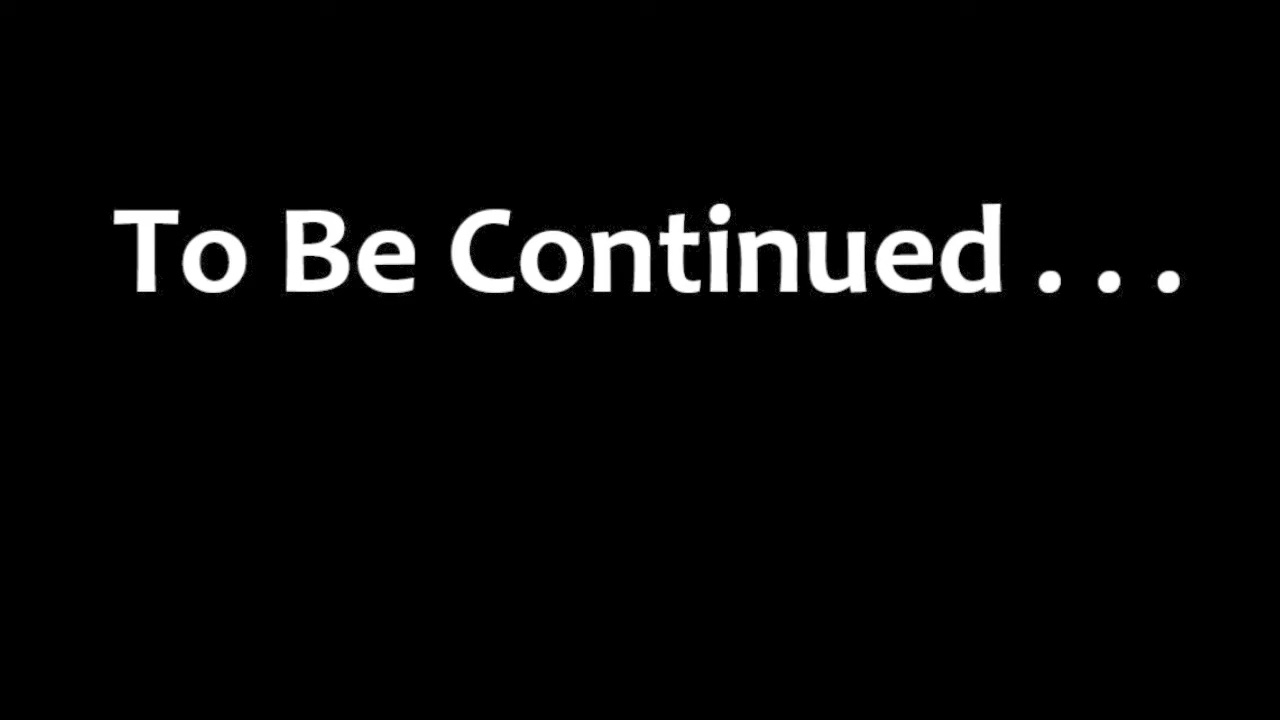 To Be Continued . . .